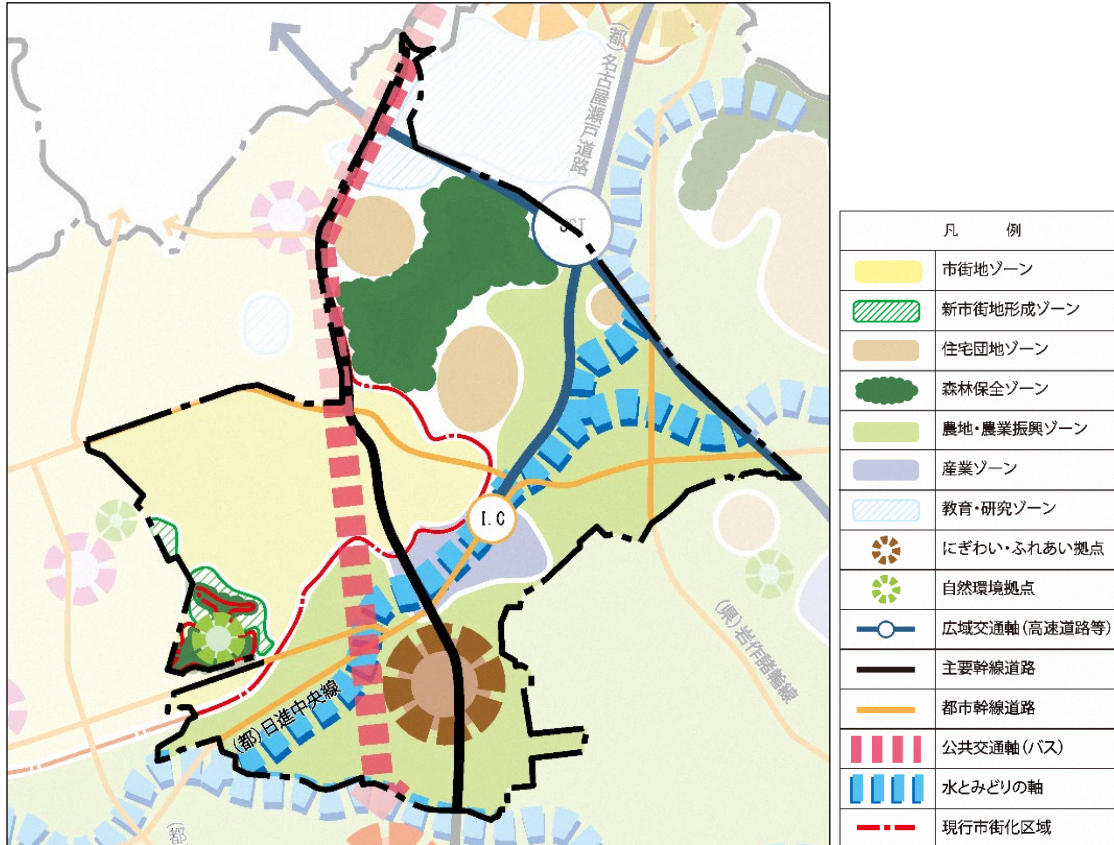 (都)名古屋瀬戸道路
JCT
I.C
(都)日進中央線
(県)岩作諸輪線
(都)
凡 例
市街地ゾーン
新市街地形成ゾーン
住宅団地ゾーン
森林保全ゾーン
農地・農業振興ゾーン
産業ゾーン
教育・研究ゾーン
にぎわい・ふれあい拠点
自然環境拠点
広域交通軸(高速道路等)
主要幹線道路
都市幹線道路
公共交通軸(バス)
水とみどりの軸
現行市街化区域